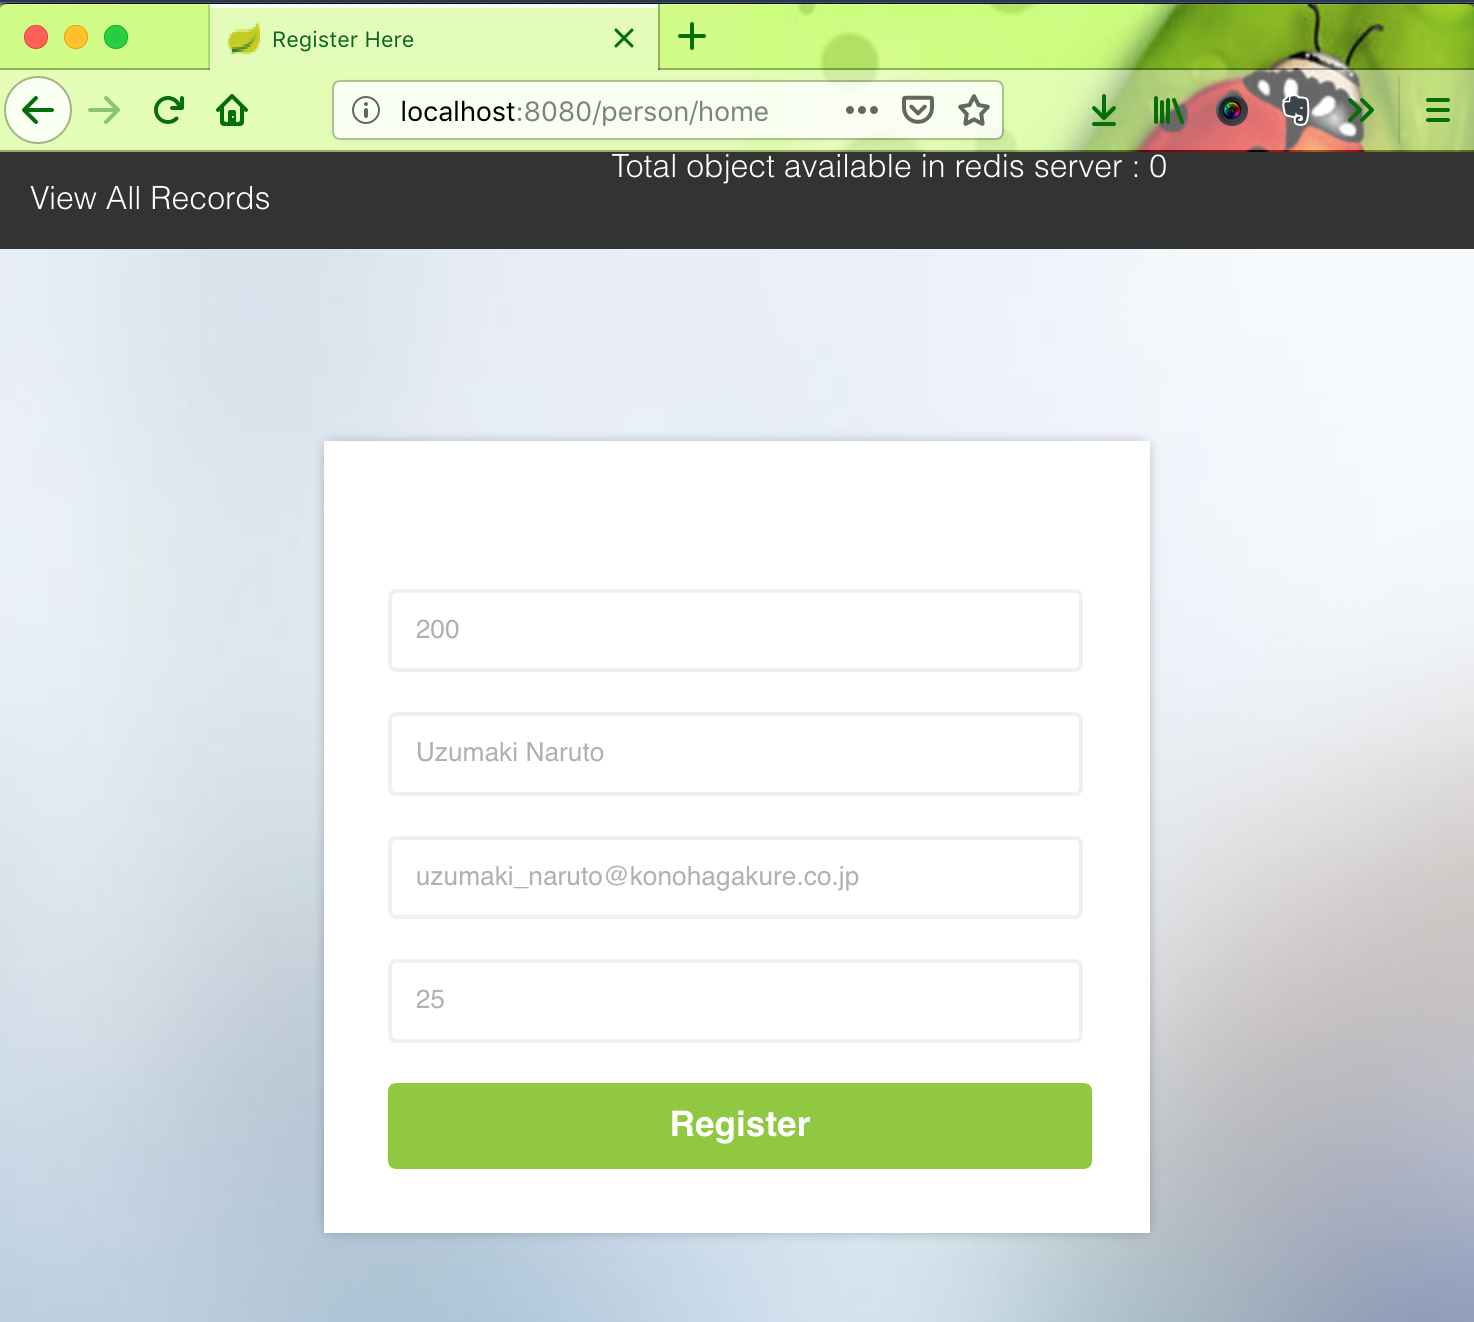 Register Here
localhost:8080/person/home
Total object available in redis server : 0
View All Records
200
Uzumaki Naruto
uzumaki_naruto@konohagakure.co.jp
25
Register